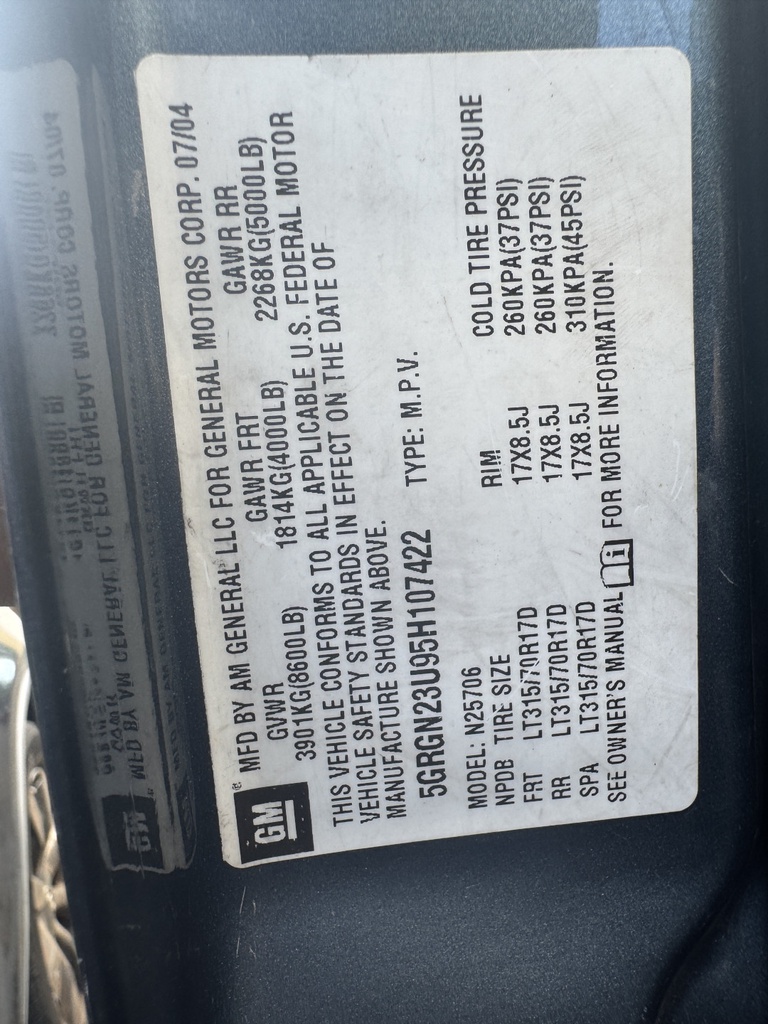 GM
MFD BY AM GENERAL LLC FOR GENERAL MOTORS CORP. 07/04
GVWR GAWR FRT GAWR RR
3901KG(8600LB) 1814KG(4000LB) 2268KG(5000LB)
THIS VEHICLE CONFORMS TO ALL APPLICABLE U.S. FEDERAL MOTOR
VEHICLE SAFETY STANDARDS IN EFFECT ON THE DATE OF
MANUFACTURE SHOWN ABOVE.
5GRGN23U95H107422 TYPE: M.P.V.
MODEL: N25706
NPDB TIRE SIZE RIM COLD TIRE PRESSURE
FRT LT315/70R17D 17X8.5J 260KPA(37PSI)
RR LT315/70R17D 17X8.5J 260KPA(37PSI)
SPA LT315/70R17D 17X8.5J 310KPA(45PSI)
SEE OWNER'S MANUAL FOR MORE INFORMATION.